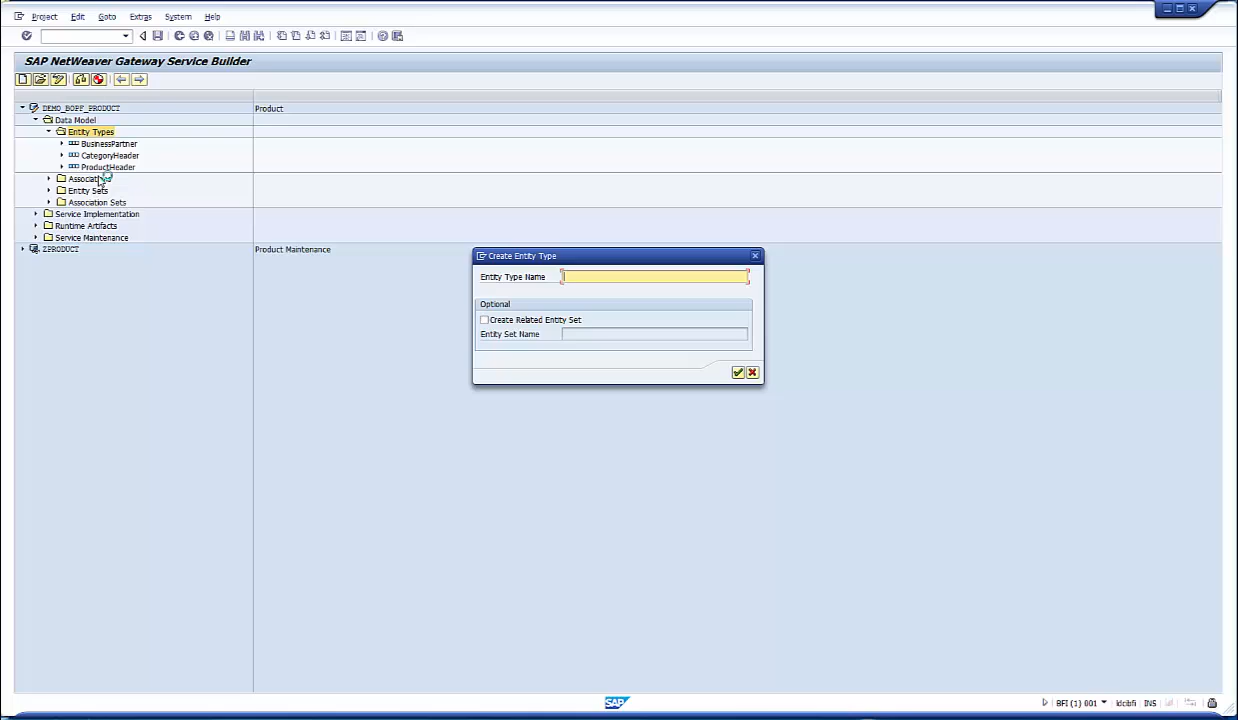 Project Edit Goto Extras System Help
SAP NetWeaver Gateway Service Builder
DEMO_BOPF_PRODUCT Product
Data Model
Entity Types
BusinessPartner
CategoryHeader
ProductHeader
Entity Sets
Association Sets
Service Implementation
Runtime Artifacts
Service Maintenance
ZPRODUCT Product Maintenance
Create Entity Type
Entity Type Name
Optional
Create Related Entity Set
Entity Set Name
SAP
BFI (1) 001 ldcibfi INS